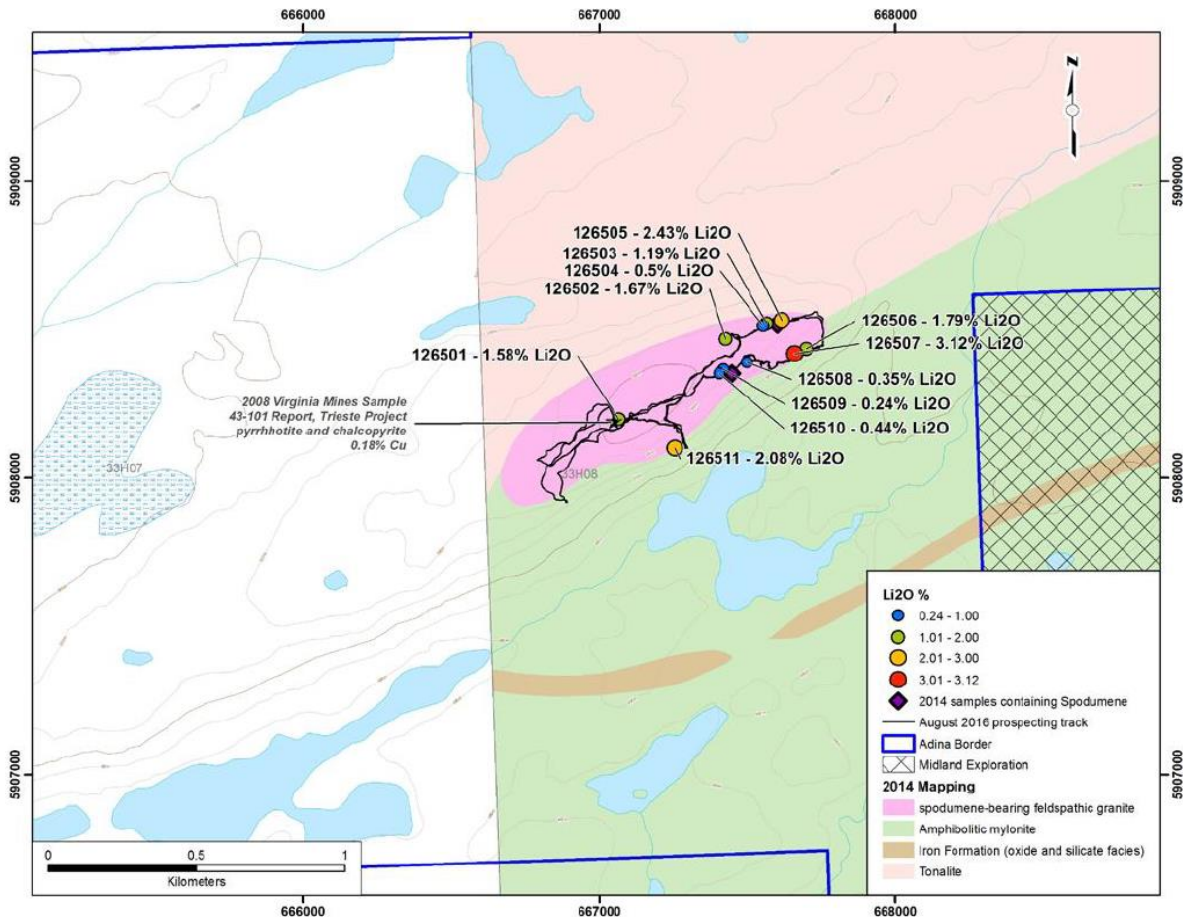 666000
667000
668000
5909000
5909000
126505 - 2.43% Li2O
126503 - 1.19% Li2O
126504 - 0.5% Li2O
126502 - 1.67% Li2O
126506 - 1.79% Li2O
126507 - 3.12% Li2O
126501 - 1.58% Li2O
126508 - 0.35% Li2O
126509 - 0.24% Li2O
126510 - 0.44% Li2O
2008 Virginia Mines Sample
43-101 Report, Trieste Project
pyrrhotite and chalcopyrite
0.18% Cu
126511 - 2.08% Li2O
33H07
33H08
5908000
5908000
Li2O %
0.24 - 1.00
1.01 - 2.00
2.01 - 3.00
3.01 - 3.12
2014 samples containing Spodumene
August 2016 prospecting track
Adina Border
Midland Exploration
2014 Mapping
spodumene-bearing feldspathic granite
Amphibolitic mylonite
Iron Formation (oxide and silicate facies)
Tonalite
5907000
5907000
0 0.5 1
Kilometers
666000
667000
668000